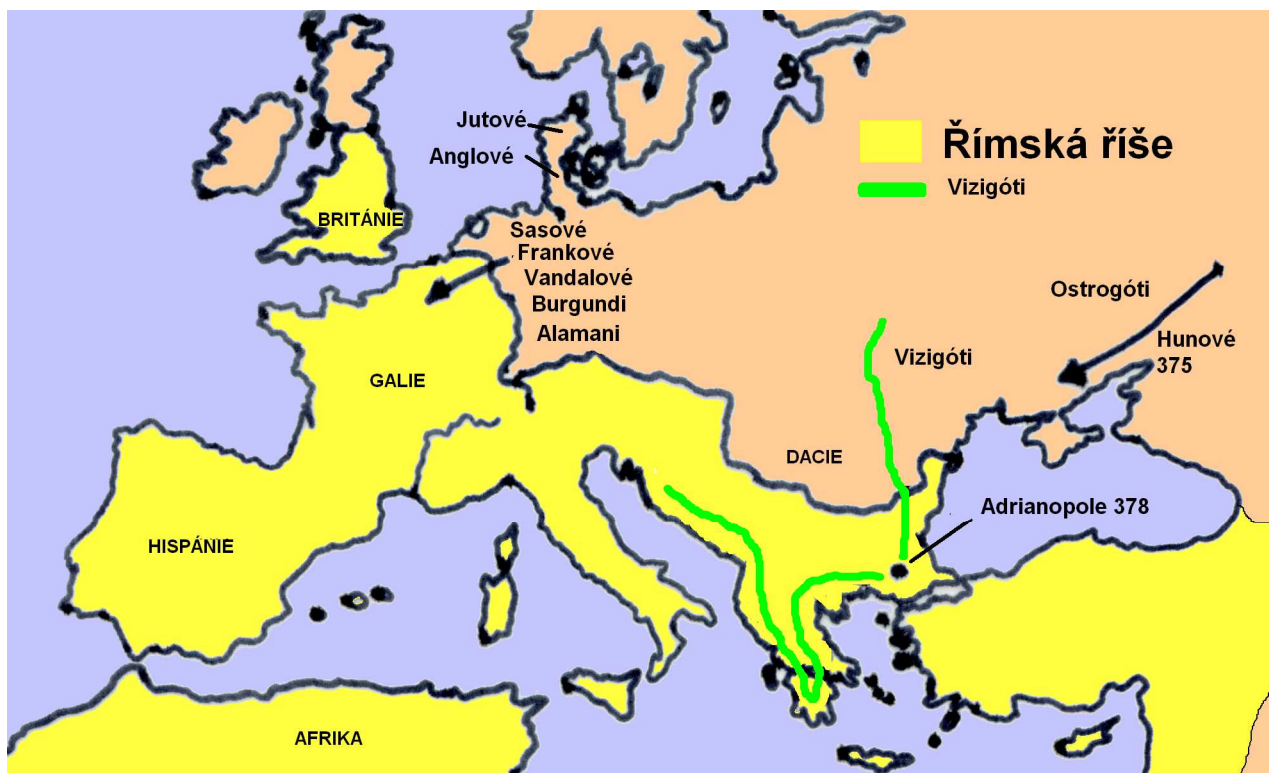 Jutové
Anglové
Římská říše
Vizigóti
BRITÁNIE
Sasové
Frankové
Vandalové
Burgundi
Alamani
Ostrogóti
Hunové
375
Vizigóti
GALIE
DACIE
Adrianopole 378
HISPÁNIE
AFRIKA